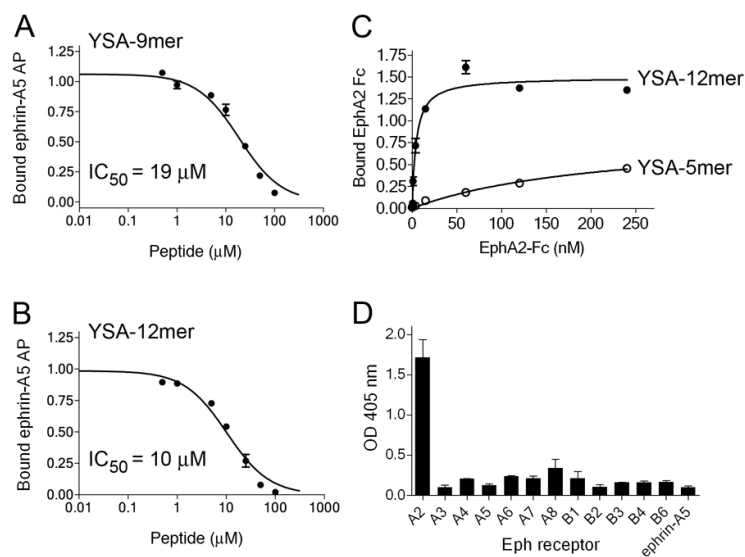 A
YSA-9mer
Bound ephrin-A5 AP
1.25
1.00
0.75
0.50
0.25
0.00
IC50 = 19 μM
0.01 0.1 1 10 100 1000
Peptide (μM)
B
YSA-12mer
Bound ephrin-A5 AP
1.25
1.00
0.75
0.50
0.25
0.00
IC50 = 10 μM
0.01 0.1 1 10 100 1000
Peptide (μM)
C
Bound EphA2 Fc
1.75
1.50
1.25
1.00
0.75
0.50
0.25
0.00
YSA-12mer
YSA-5mer
0 50 100 150 200 250
EphA2-Fc (nM)
D
OD 405 nm
2.0
1.5
1.0
0.5
0.0
A2 A3 A4 A5 A6 A7 A8 B1 B2 B3 B4 B6 ephrin-A5
Eph receptor